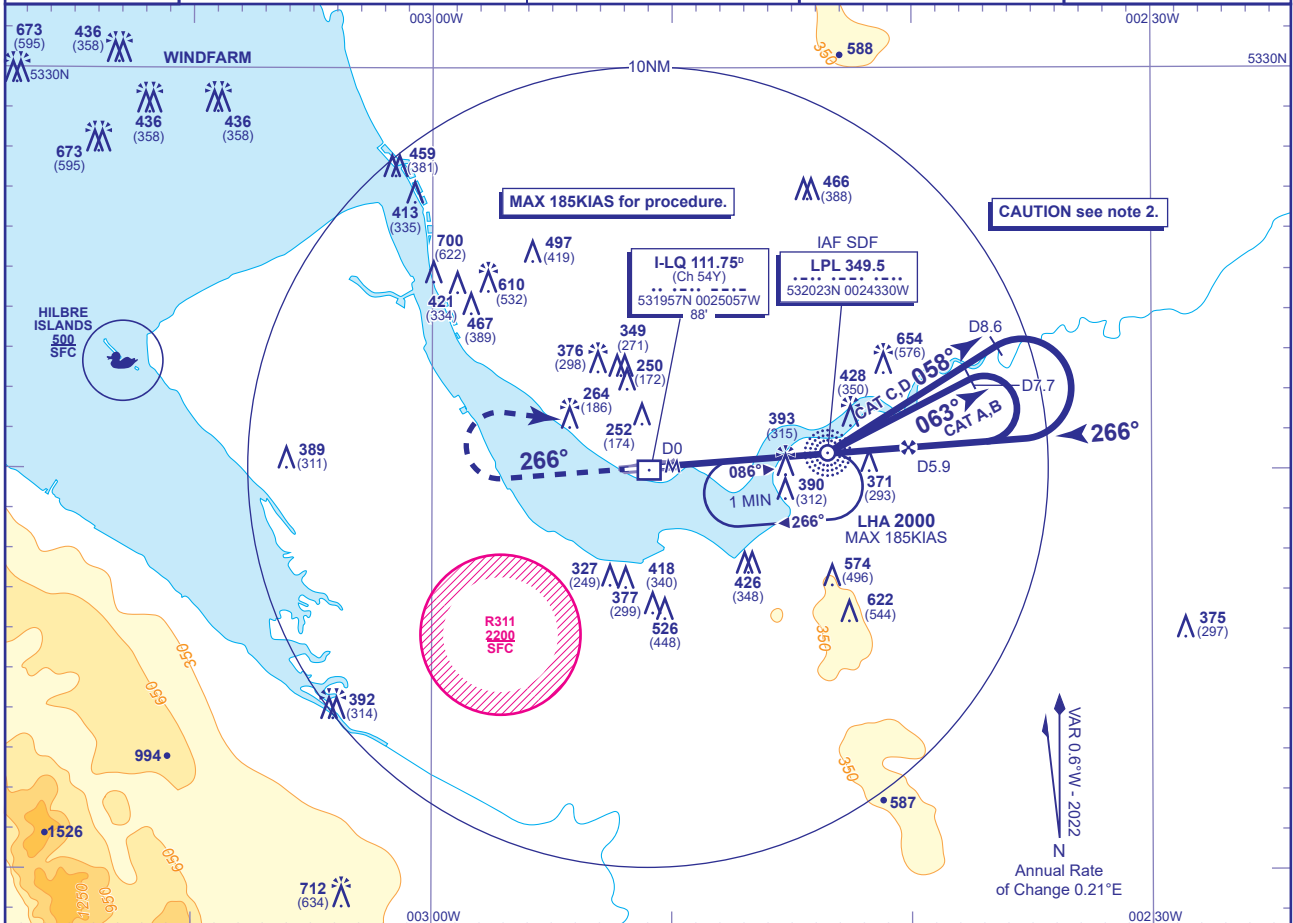 003 00W
002 30W
673
(595)
436
(358)
WINDFARM
5330N
436
(358)
436
(358)
673
(595)
10NM
350
588
5330N
459
(381)
413
(335)
MAX 185KIAS for procedure.
466
(388)
CAUTION see note 2.
700
(622)
497
(419)
610
(532)
421
(334)
467
(389)
I-LQ 111.75ᴰ
(Ch 54Y)
531957N 0025057W
88'
IAF SDF
LPL 349.5
532023N 0024330W
HILBRE
ISLANDS
500
SFC
349
(271)
376
(298)
250
(172)
264
(186)
252
(174)
654
(576)
D8.6
428
(350)
CAT C,D 058°
D7.7
063°
CAT A,B
393
(315)
389
(311)
266°
D0
086°
266°
D5.9
390
(312)
371
(293)
1 MIN
266°
LHA 2000
MAX 185KIAS
327
(249)
377
(299)
418
(340)
526
(448)
426
(348)
574
(496)
622
(544)
350
375
(297)
R311
2200
SFC
350
650
392
(314)
994
350
587
VAR 0.6°W - 2022
N
Annual Rate
of Change 0.21°E
1526
650
950
1250
712
(634)
003 00W
002 30W